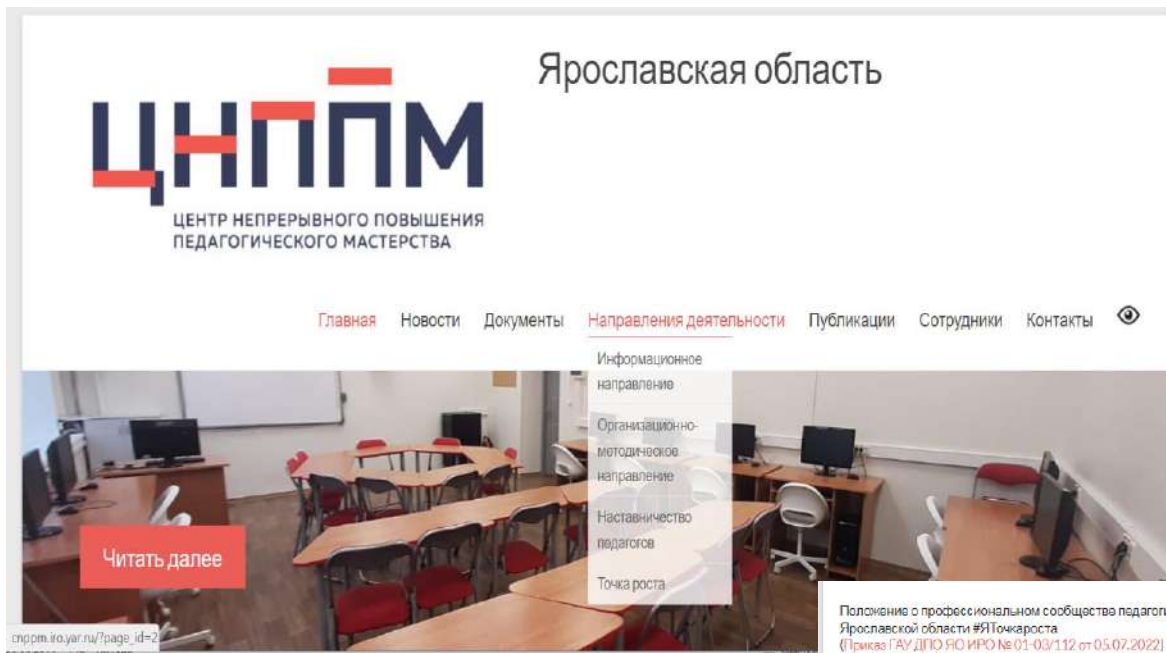 Ярославская область
ЦНППМ
ЦЕНТР НЕПРЕРЫВНОГО ПОВЫШЕНИЯ
ПЕДАГОГИЧЕСКОГО МАСТЕРСТВА
Главная Новости Документы Направления деятельности Публикации Сотрудники Контакты
Информационное
направление
Организационно-
методическое
направление
Наставничество
педагогов
Точка роста
Читать далее
cnppm.iro.yar.ru/?page_id=2
Положение о профессиональном сообществе педагоги
Ярославской области #ЯТочкароста
(Приказ ГАУ ДПО ЯО ИРО № 01-03/112 от 05.07.2022)